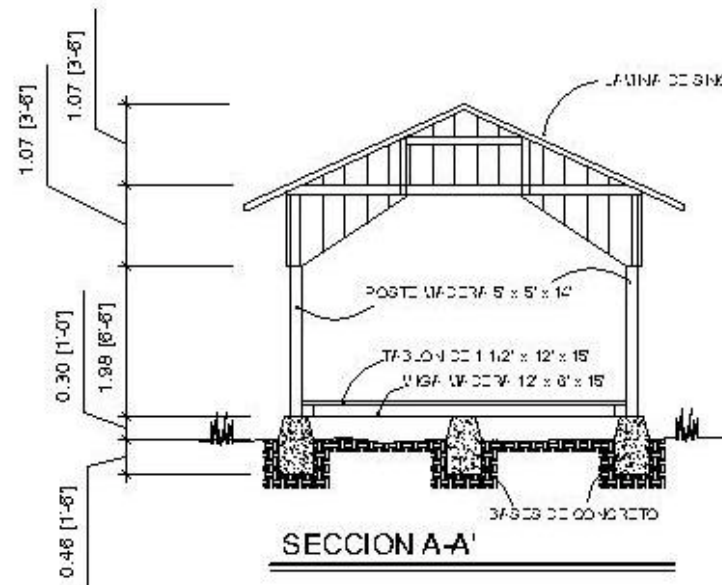 1.07 [3'-6']
1.07 [3'-6']
LAMINA DE SINC
POSTE MADERA 5' x 5' x 14'
0.30 [1'-0']
1.98 [6'-6']
TABLON DE 1 1/2' x 12' x 15'
VIGA MADERA 12' x 6' x 15'
0.46 [1'-6']
BASES DE CONCRETO
SECCION A-A'